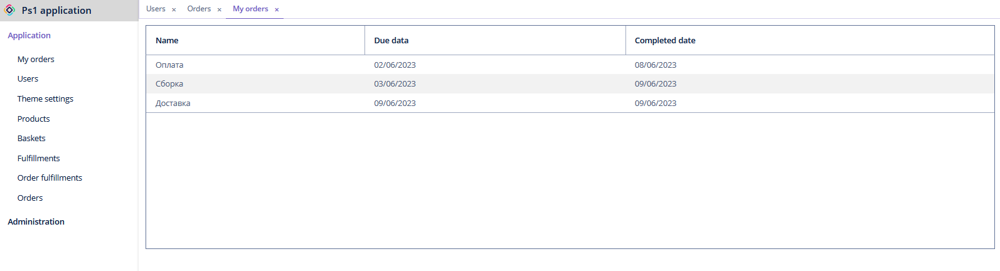 Ps1 application
Users × Orders × My orders ×
Application
My orders
Users
Theme settings
Products
Baskets
Fulfillments
Order fulfillments
Orders
Administration
Name Due data Completed date
Оплата 02/06/2023 08/06/2023
Сборка 03/06/2023 09/06/2023
Доставка 09/06/2023 09/06/2023